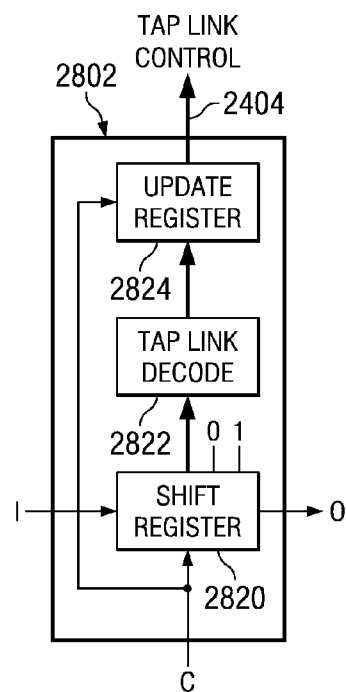 TAP LINK
CONTROL
2802
2404
UPDATE
REGISTER
2824
TAP LINK
DECODE
2822
0 1
I
SHIFT
REGISTER
O
2820
C